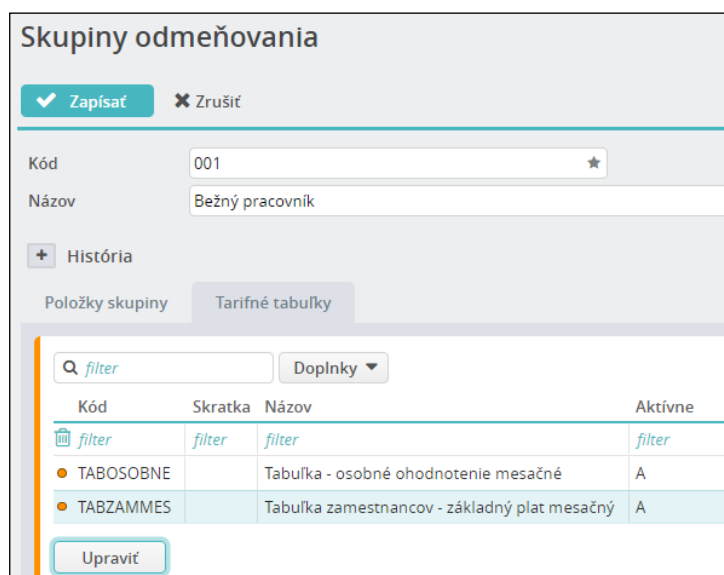 Skupiny odmeňovania
Zapísať Zrušiť
Kód 001
Názov Bežný pracovník
+ História
Položky skupiny Tarifné tabuľky
filter Doplnky
Kód Skratka Názov Aktívne
filter filter filter filter
TABOSOBNE Tabuľka - osobné ohodnotenie mesačné A
TABZAMMES Tabuľka zamestnancov - základný plat mesačný A
Upraviť